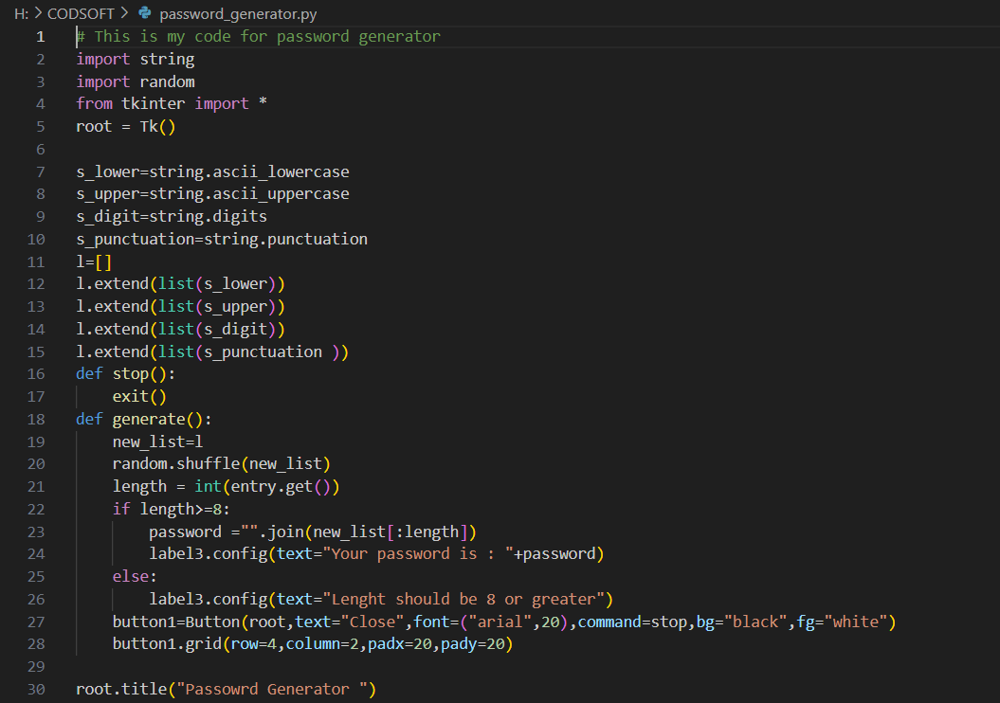 H: > CODSOFT > password_generator.py
1 # This is my code for password generator
2 import string
3 import random
4 from tkinter import *
5 root = Tk()
6
7 s_lower=string.ascii_lowercase
8 s_upper=string.ascii_uppercase
9 s_digit=string.digits
10 s_punctuation=string.punctuation
11 l=[]
12 l.extend(list(s_lower))
13 l.extend(list(s_upper))
14 l.extend(list(s_digit))
15 l.extend(list(s_punctuation ))
16 def stop():
17     exit()
18 def generate():
19     new_list=l
20     random.shuffle(new_list)
21     length = int(entry.get())
22     if length>=8:
23         password ="".join(new_list[:length])
24         label3.config(text="Your password is : "+password)
25     else:
26         label3.config(text="Lenght should be 8 or greater")
27     button1=Button(root,text="Close",font=("arial",20),command=stop,bg="black",fg="white")
28     button1.grid(row=4,column=2,padx=20,pady=20)
29
30 root.title("Passowrd Generator ")